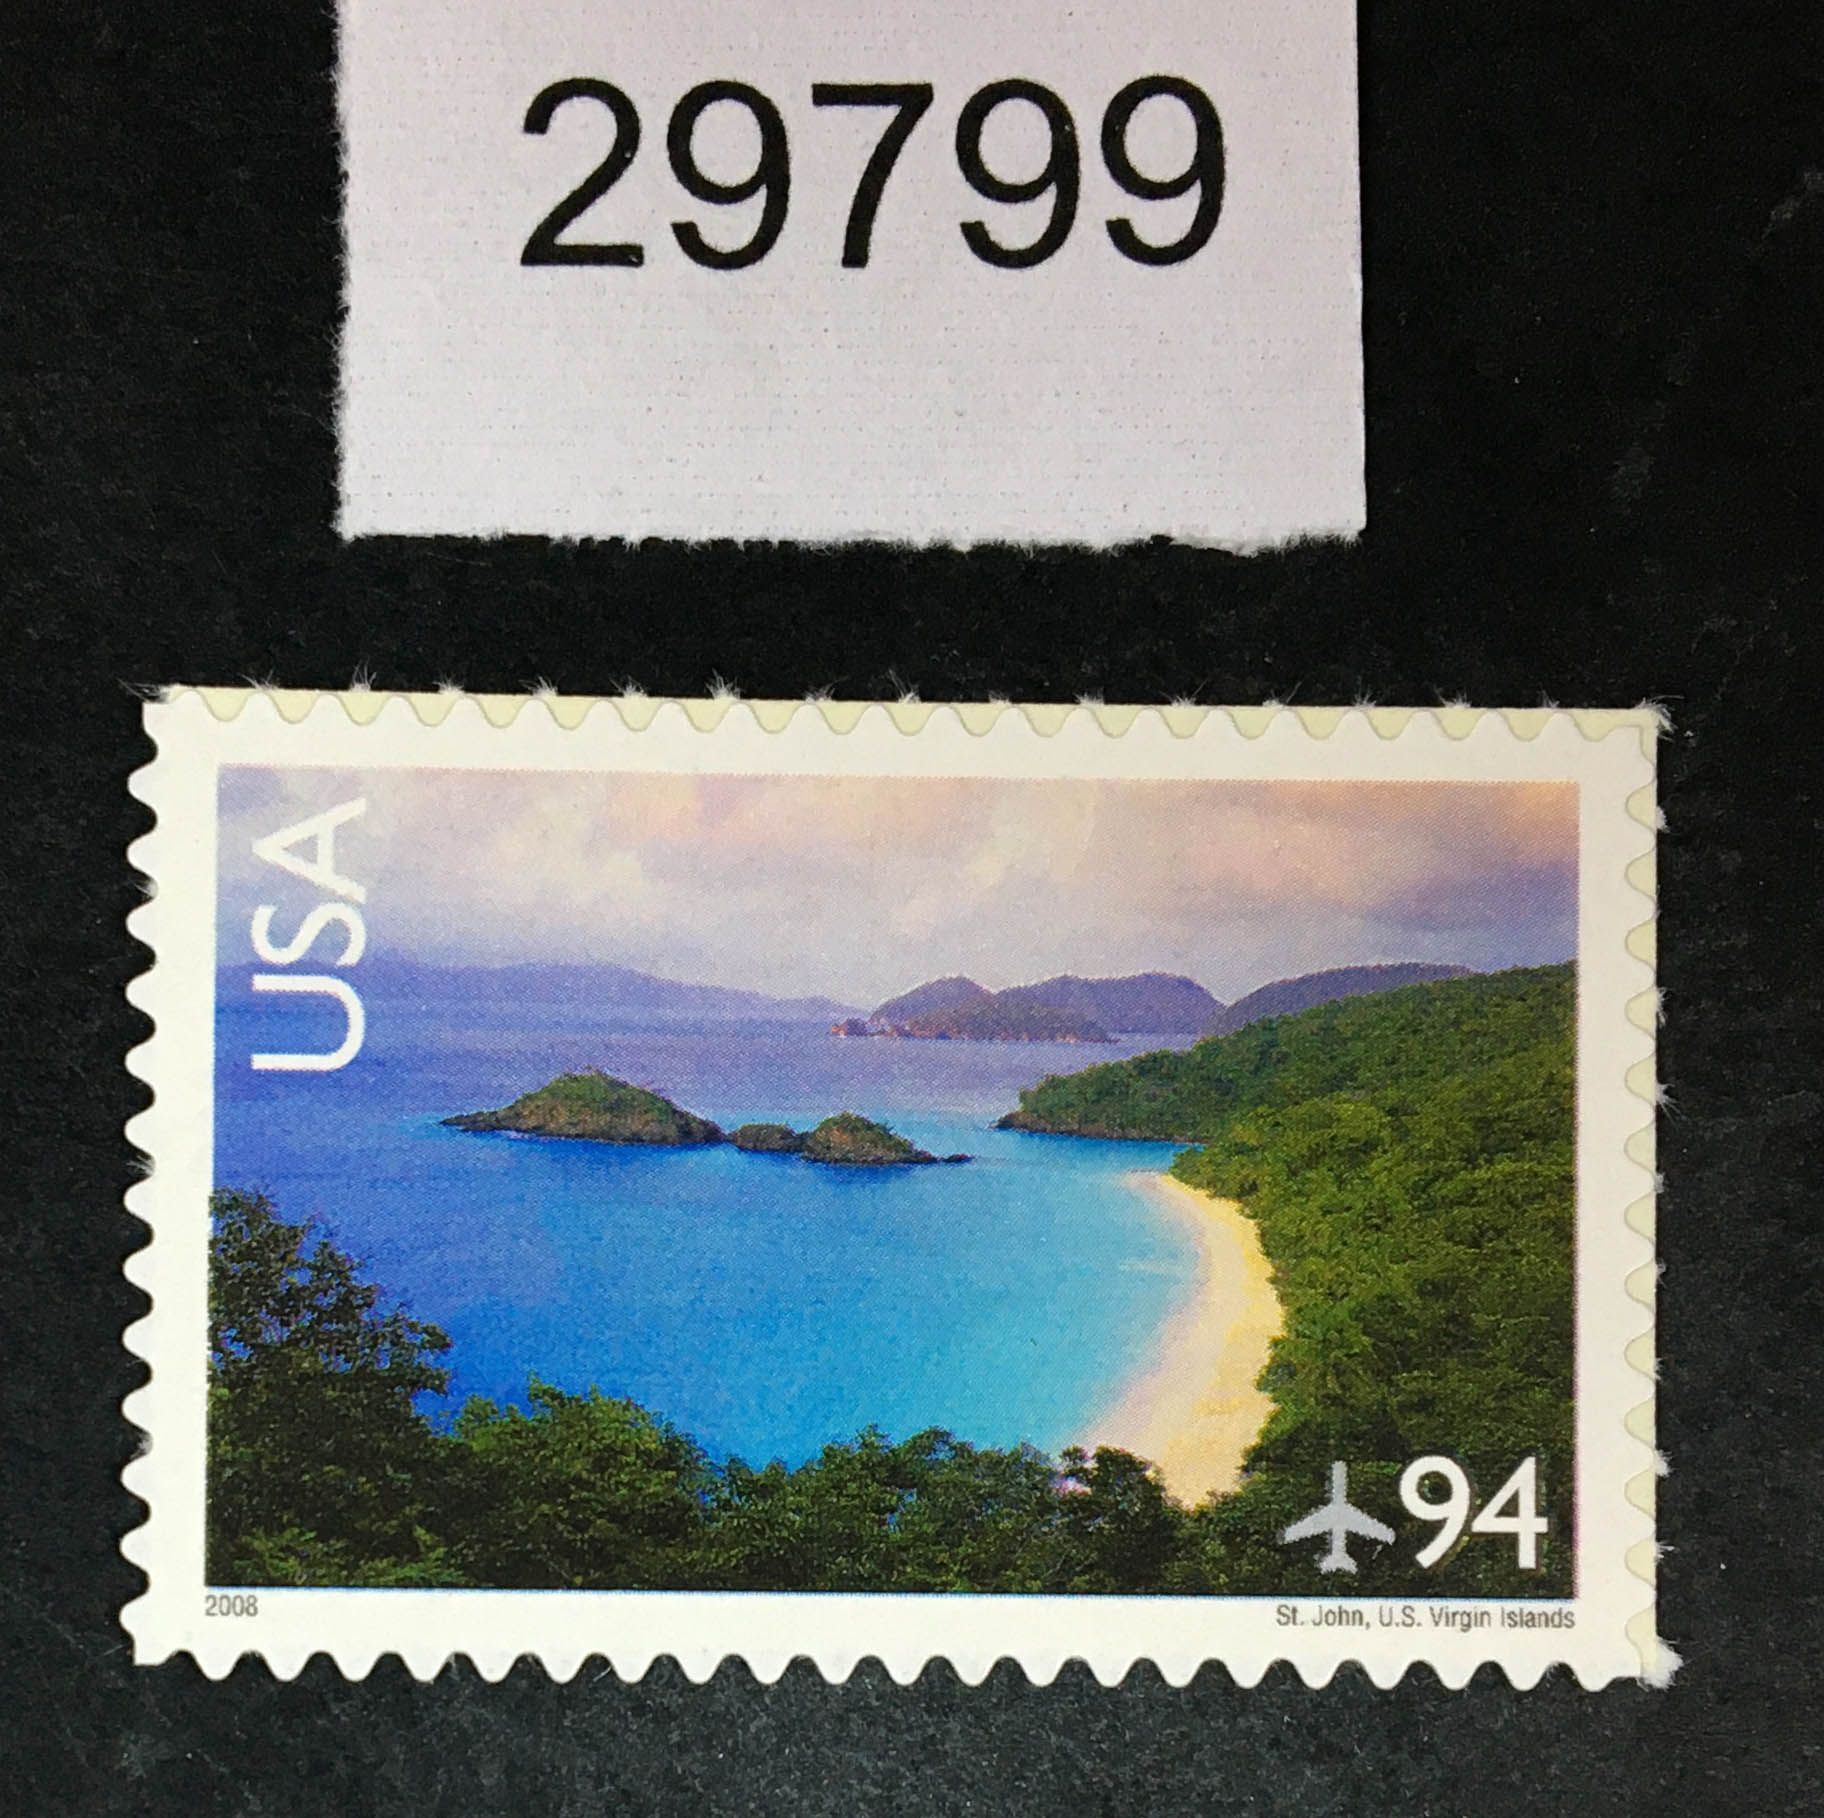 29799
USA
94
2008
St. John, U.S. Virgin Islands